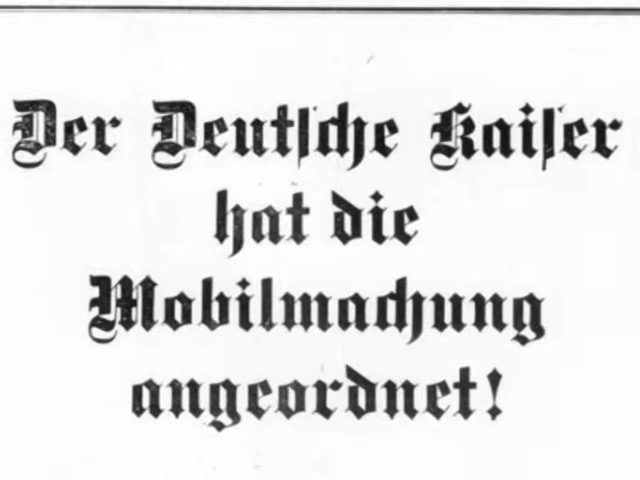 Der Deutſche Kaiſer
hat die
Mobilmachung
angeordnet!